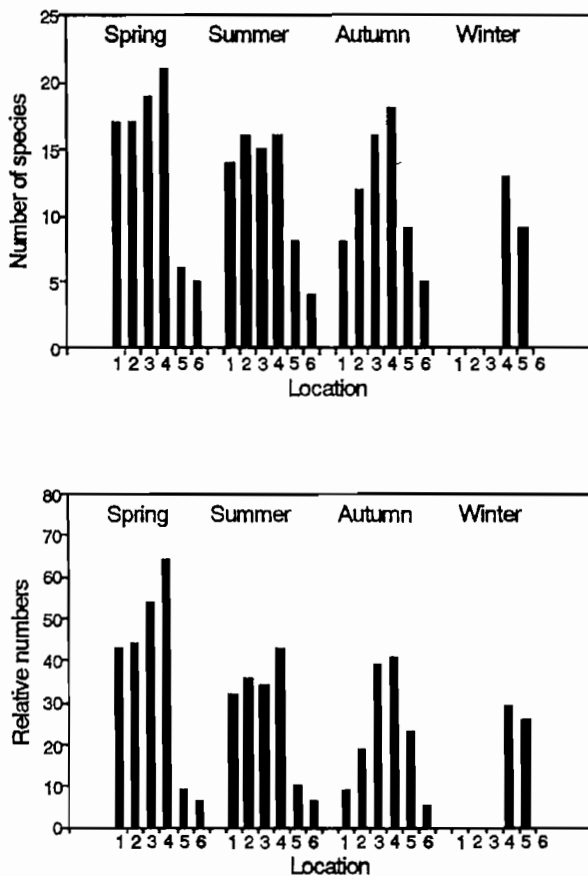 25
Spring Summer Autumn Winter
20
15
10
5
0
Number of species
1 2 3 4 5 6 1 2 3 4 5 6 1 2 3 4 5 6 1 2 3 4 5 6
Location
80
Spring Summer Autumn Winter
70
60
50
40
30
20
10
0
Relative numbers
1 2 3 4 5 6 1 2 3 4 5 6 1 2 3 4 5 6 1 2 3 4 5 6
Location